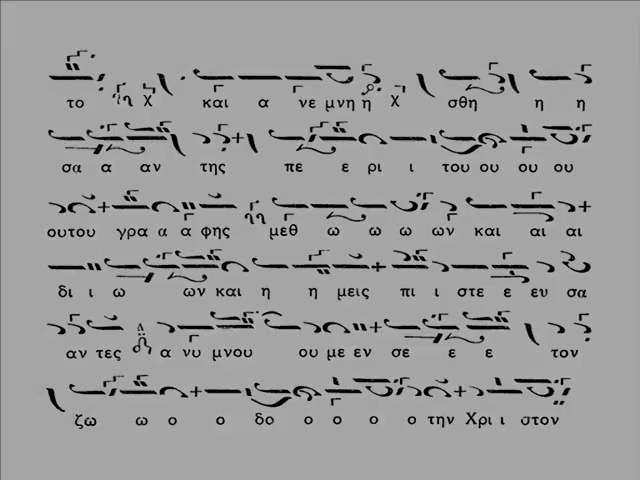 το χ και α νε μνη η χ σθη η η
σα α αν της πε ε ρι ι του ου ου ου
ουτου γρα α α φης μεθ ω ω ω ων και αι αι
δι ι ω ων και η η μεις πι ι στε ε ευ σα
αν τες α νυ μνου ου με εν σε ε ε τον
ζω ω ο ο δο ο ο ο ο την Χρι ι στον